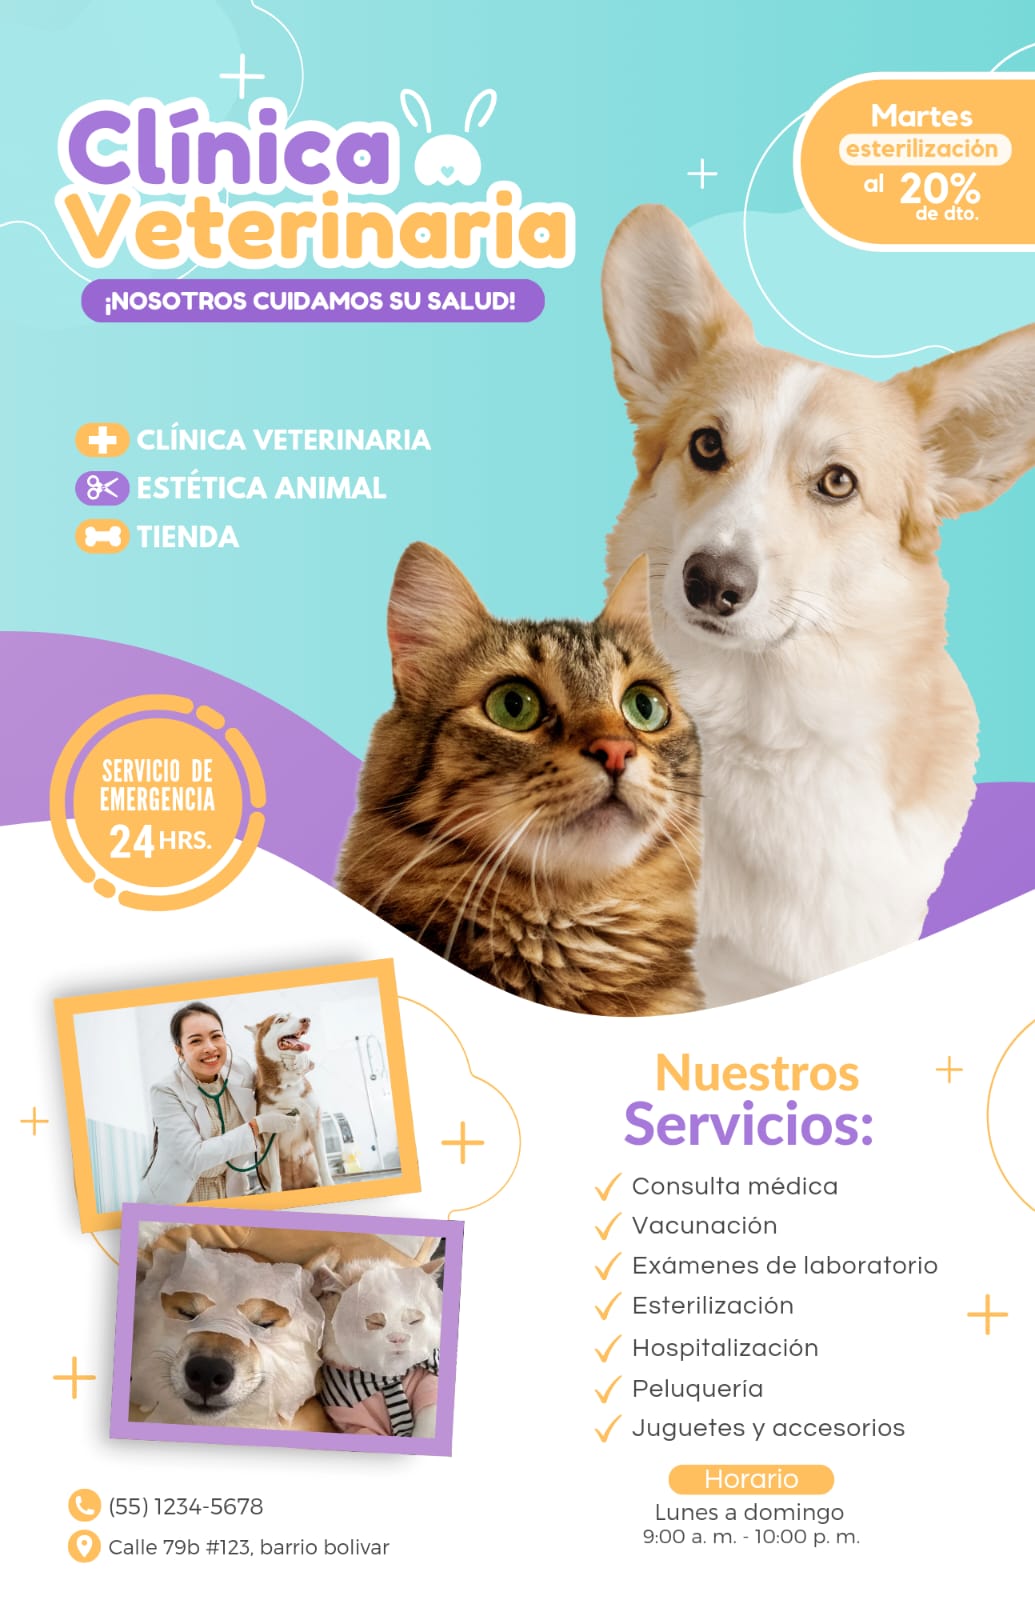 Clínica
Veterinaria
¡NOSOTROS CUIDAMOS SU SALUD!
Martes
esterilización
al 20%
de dto.
CLÍNICA VETERINARIA
ESTÉTICA ANIMAL
TIENDA
SERVICIO DE
EMERGENCIA
24 HRS.
Nuestros
Servicios:
Consulta médica
Vacunación
Exámenes de laboratorio
Esterilización
Hospitalización
Peluquería
Juguetes y accesorios
Horario
Lunes a domingo
9:00 a. m. - 10:00 p. m.
(55) 1234-5678
Calle 79b #123, barrio bolivar